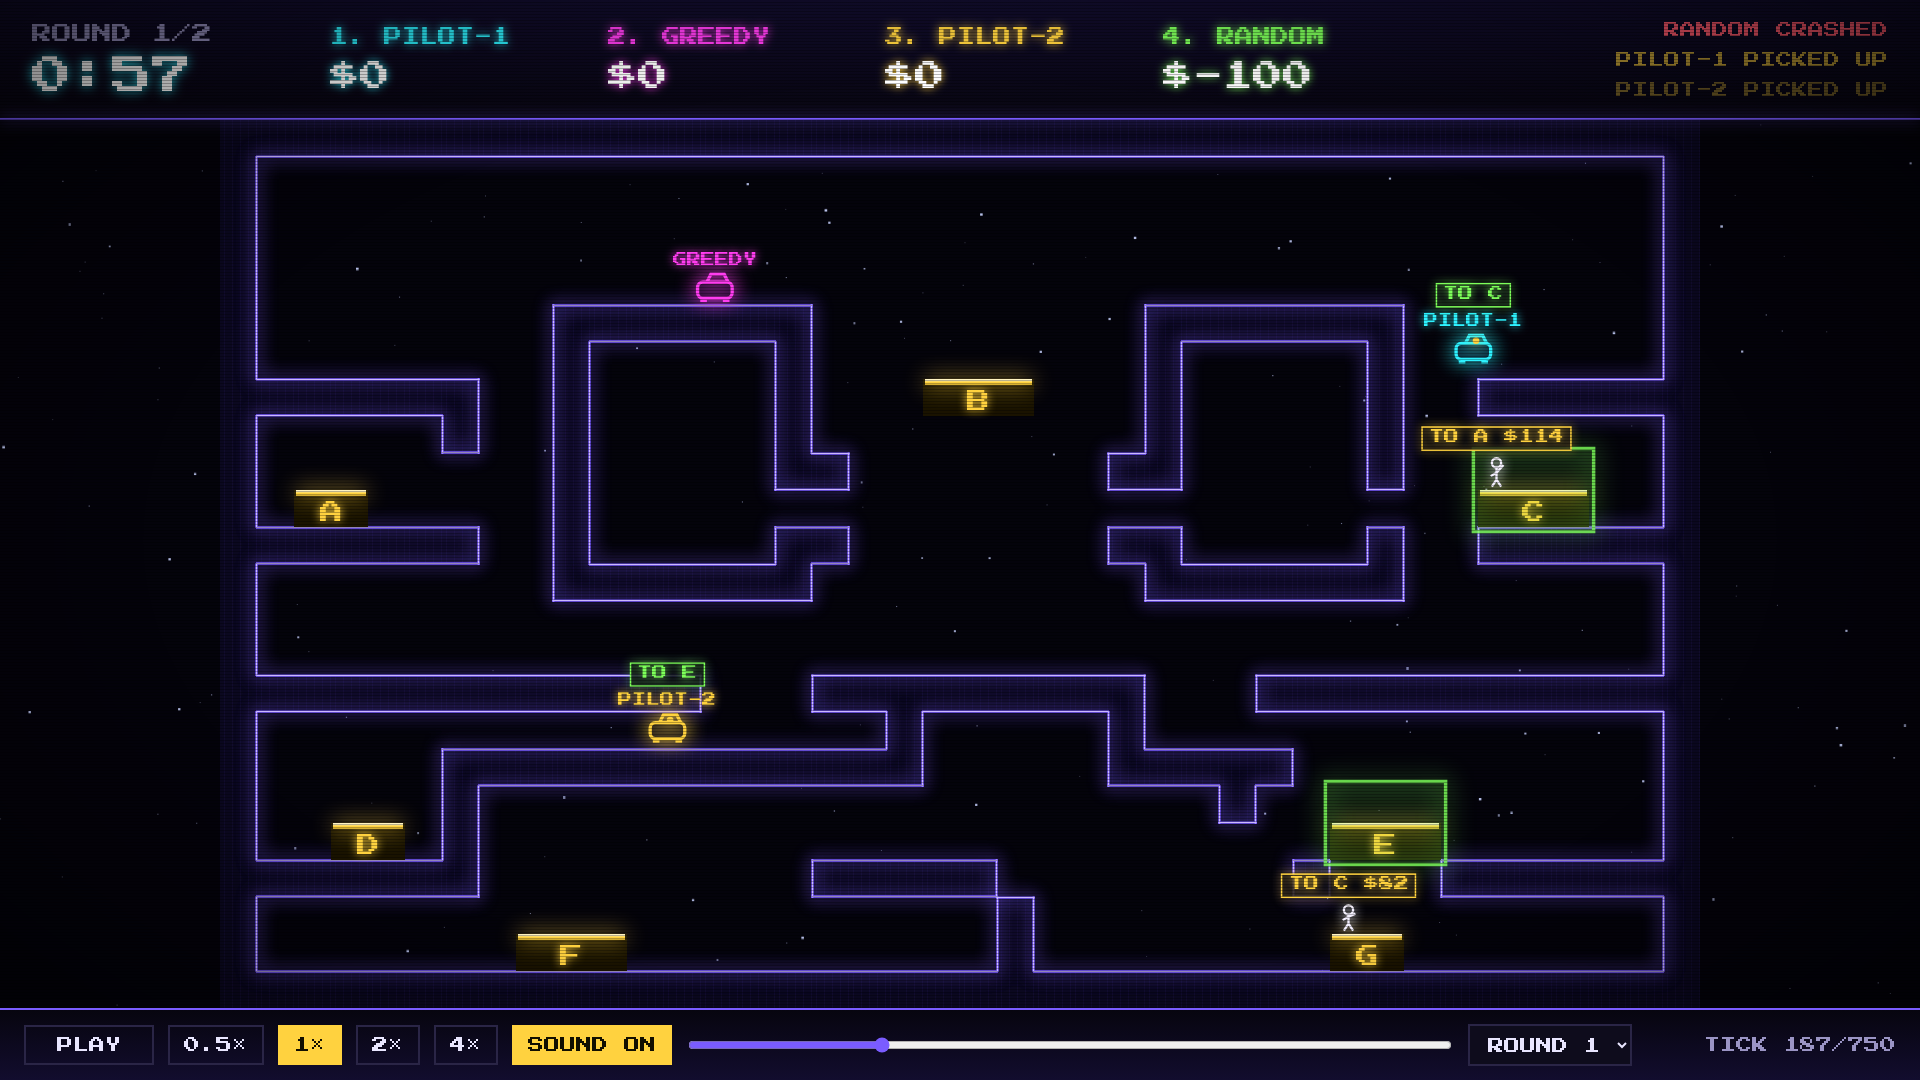 ROUND 1/2
0:57
1. PILOT-1
$0
2. GREEDY
$0
3. PILOT-2
$0
4. RANDOM
$-100
RANDOM CRASHED
PILOT-1 PICKED UP
PILOT-2 PICKED UP
GREEDY
TO C
PILOT-1
B
TO A $114
A
C
TO E
PILOT-2
D
E
TO C $82
F
G
PLAY
0.5×
1×
2×
4×
SOUND ON
ROUND 1
TICK 187/750